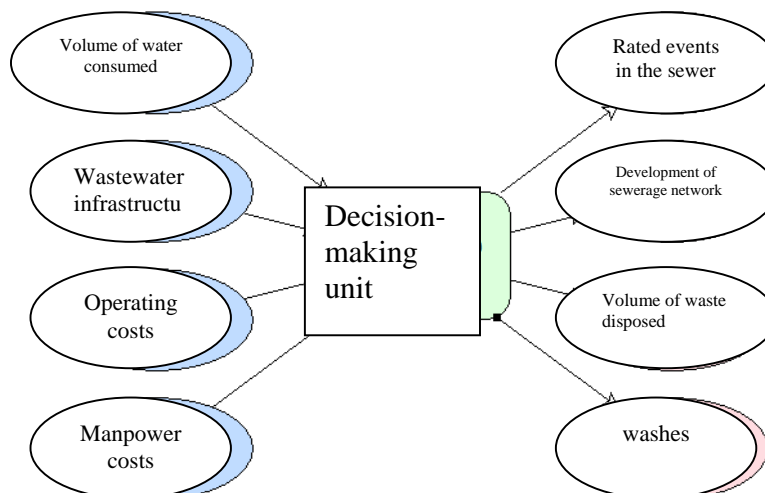 Volume of water
consumed
Wastewater
infrastructu
Operating
costs
Manpower
costs
Decision-
making
unit
Rated events
in the sewer
Development of
sewerage network
Volume of waste
disposed
washes